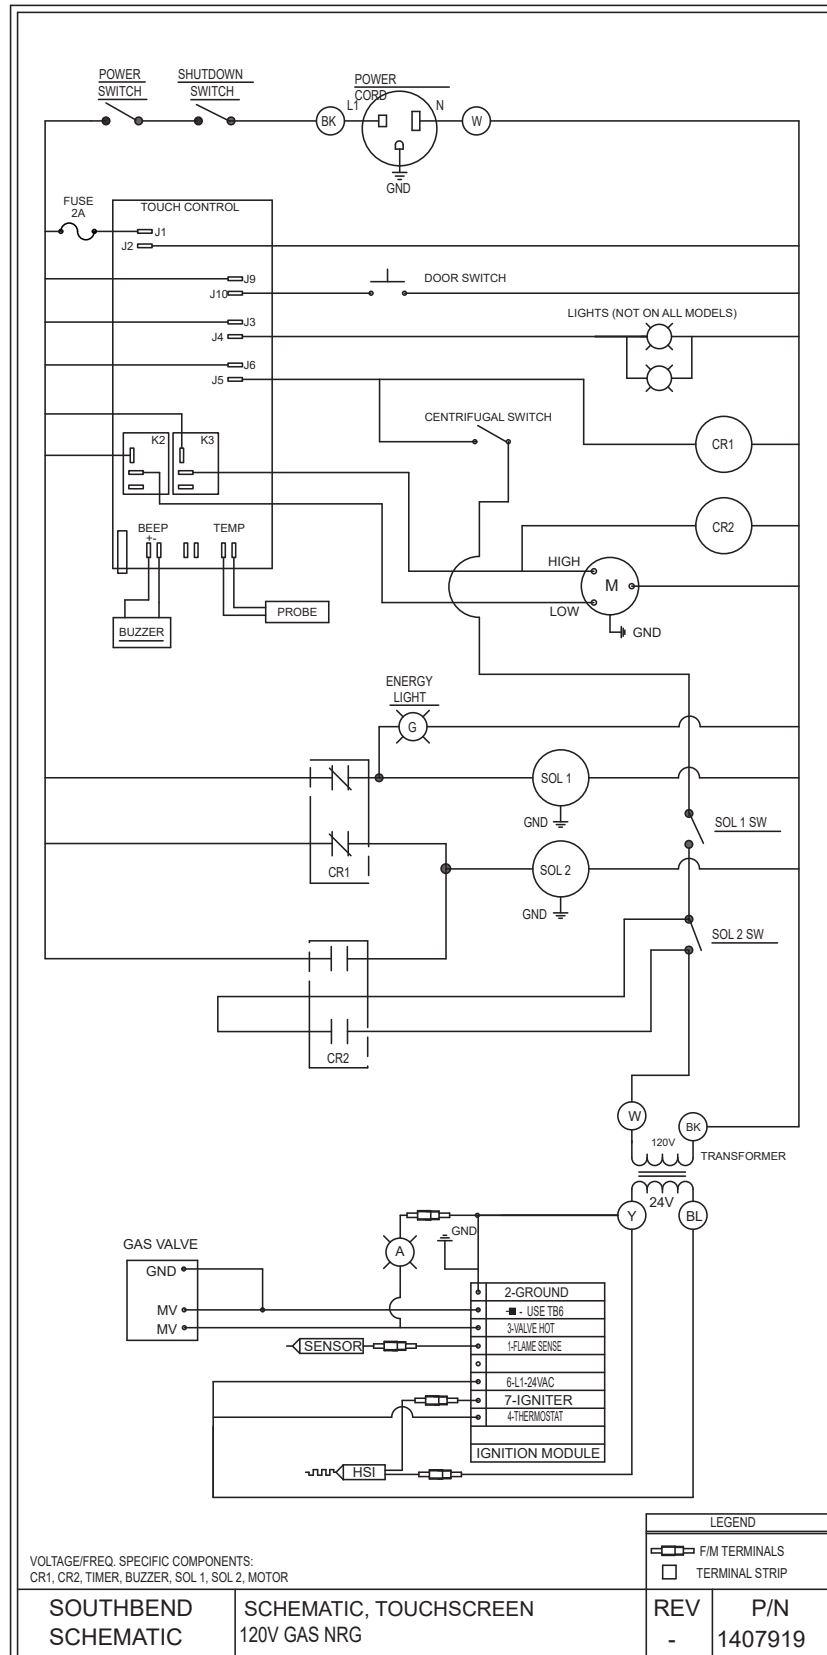 POWER
SWITCH
SHUTDOWN
SWITCH
POWER
CORD
L1
N
BK
W
GND
FUSE
2A
TOUCH CONTROL
J1
J2
J9
J10
DOOR SWITCH
LIGHTS (NOT ON ALL MODELS)
J3
J4
J6
J5
CENTRIFUGAL SWITCH
CR1
K2
K3
CR2
BEEP
+-
TEMP
HIGH
M
LOW
GND
BUZZER
PROBE
ENERGY
LIGHT
G
SOL 1
GND
SOL 1 SW
CR1
SOL 2
GND
SOL 2 SW
CR2
W
BK
120V
TRANSFORMER
24V
Y
BL
GND
A
GAS VALVE
GND
MV
MV
2-GROUND
- USE TB6
3-VALVE HOT
1-FLAME SENSE
SENSOR
6-L1-24VAC
7-IGNITER
4-THERMOSTAT
IGNITION MODULE
HSI
LEGEND
F/M TERMINALS
TERMINAL STRIP
VOLTAGE/FREQ. SPECIFIC COMPONENTS:
CR1, CR2, TIMER, BUZZER, SOL 1, SOL 2, MOTOR
SOUTHBEND
SCHEMATIC
SCHEMATIC, TOUCHSCREEN
120V GAS NRG
REV
-
P/N
1407919